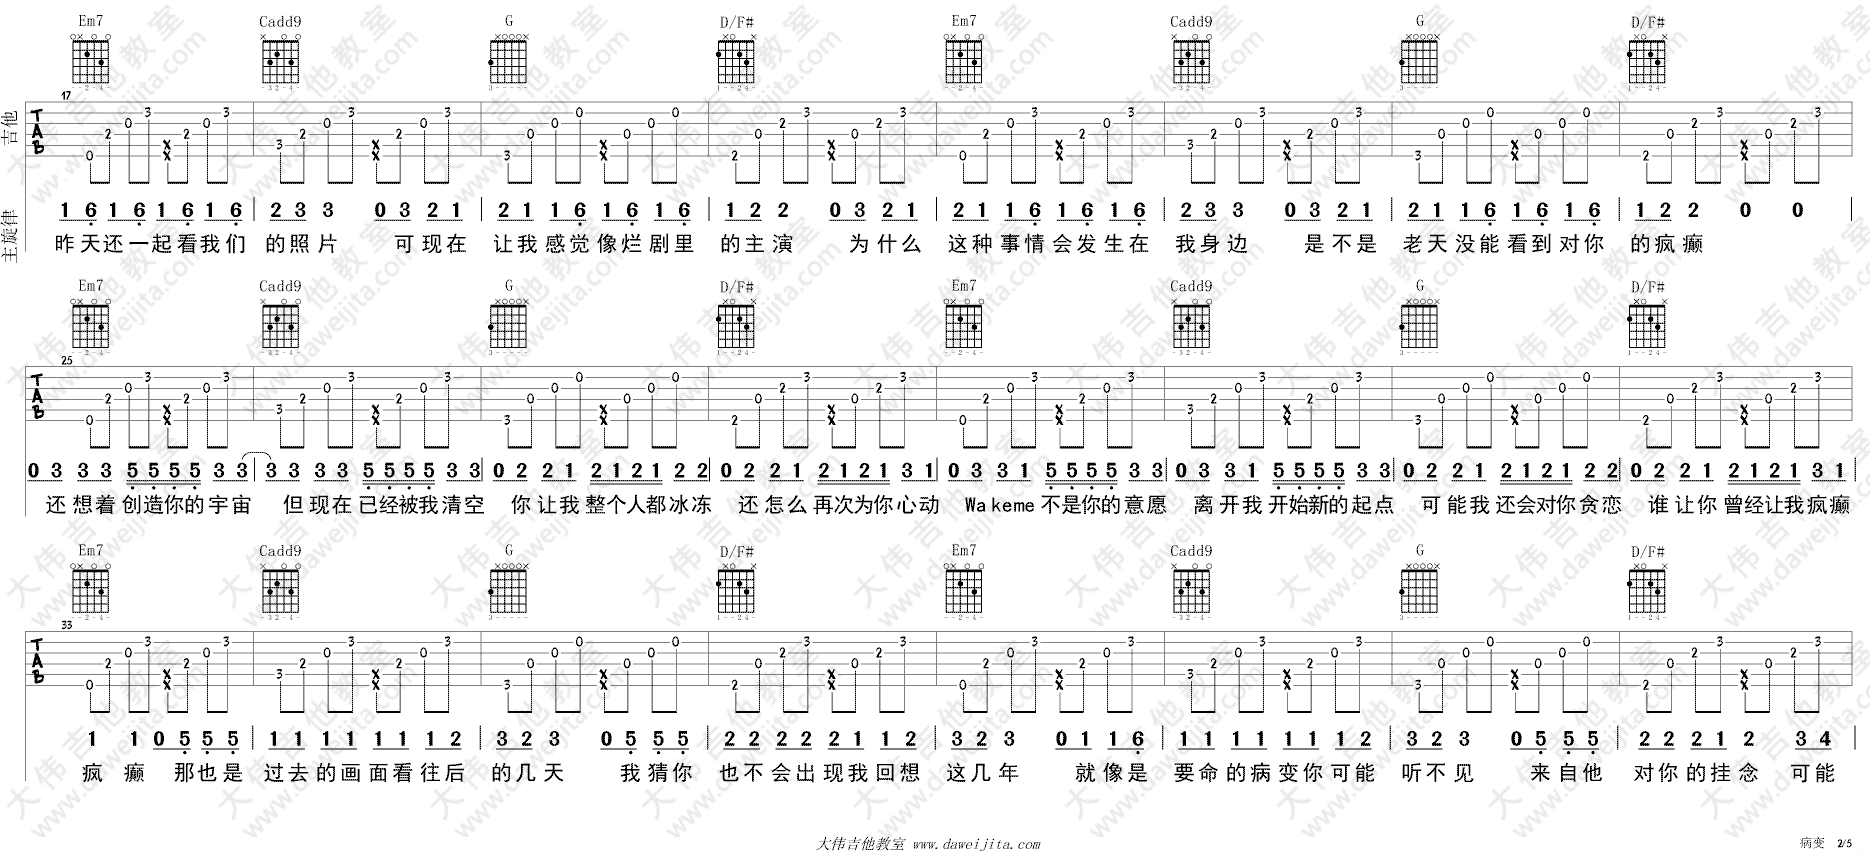 Em7 Cadd9 G D/F# Em7 Cadd9 G D/F#
17
吉他
主旋律
1 6 1 6 1 6 1 6 | 2 3 3 0 3 2 1 | 2 1 1 6 1 6 1 6 | 1 2 2 0 3 2 1 | 2 1 1 6 1 6 1 6 | 2 3 3 0 3 2 1 | 2 1 1 6 1 6 1 6 | 1 2 2 0 0 |
昨天还一起看我们 的照片 可现在 让我感觉像烂剧里 的主演 为什么 这种事情会发生在 我身边 是不是 老天没能看到对你 的疯癫
Em7 Cadd9 G D/F# Em7 Cadd9 G D/F#
25
0 3 3 3 5 5 5 5 3 3 | 3 3 3 3 5 5 5 5 3 3 | 0 2 2 1 2 1 2 1 2 2 | 0 2 2 1 2 1 2 1 3 1 | 0 3 3 1 5 5 5 5 3 3 | 0 3 3 1 5 5 5 5 3 3 | 0 2 2 1 2 1 2 1 2 2 | 0 2 2 1 2 1 2 1 3 1 |
还想着创造你的宇宙 但现在已经被我清空 你让我整个人都冰冻 还怎么再次为你心动 Wakeme不是你的意愿 离开我开始新的起点 可能我还会对你贪恋 谁让你曾经让我疯癫
Em7 Cadd9 G D/F# Em7 Cadd9 G D/F#
33
1 1 0 5 5 5 | 1 1 1 1 1 1 1 2 | 3 2 3 0 5 5 5 | 2 2 2 2 2 1 1 2 | 3 2 3 0 1 1 6 | 1 1 1 1 1 1 1 2 | 3 2 3 0 5 5 5 | 2 2 2 1 2 3 4 |
疯癫 那也是 过去的画面看往后 的几天 我猜你 也不会出现我回想 这几年 就像是 要命的病变你可能 听不见 来自他 对你的挂念 可能
大伟吉他教室 www.daweijita.com
病变 2/5